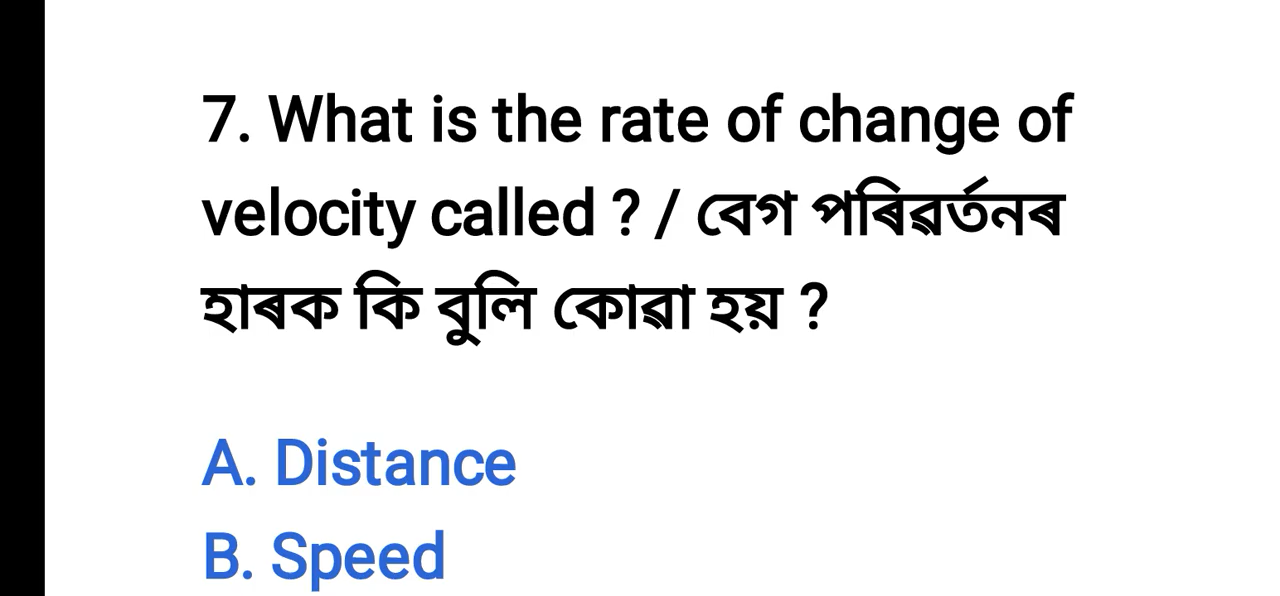 7. What is the rate of change of
velocity called ? / বেগ পৰিৱৰ্তনৰ
হাৰক কি বুলি কোৱা হয় ?
A. Distance
B. Speed